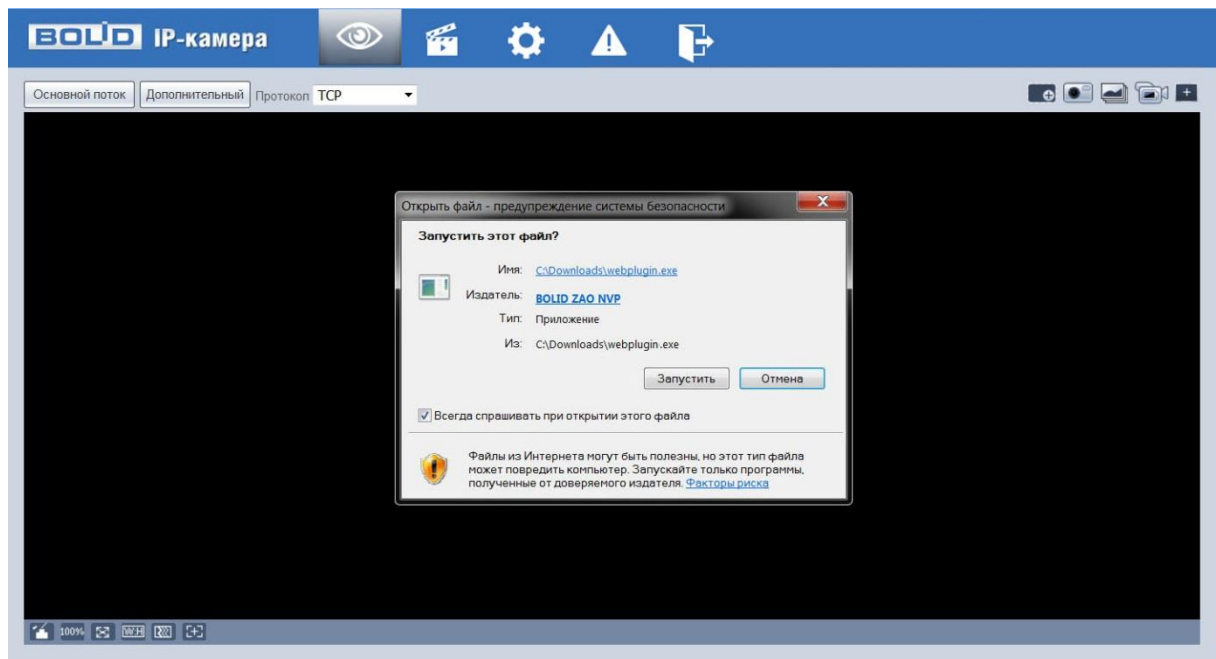 BOLID IP-камера
Основной поток Дополнительный Протокол TCP
Открыть файл - предупреждение системы безопасности
Запустить этот файл?
Имя: C:\Downloads\webplugin.exe
Издатель: BOLID ZAO NVP
Тип: Приложение
Из: C:\Downloads\webplugin.exe
Запустить Отмена
Всегда спрашивать при открытии этого файла
Файлы из Интернета могут быть полезны, но этот тип файла
может повредить компьютер. Запускайте только программы,
полученные от доверяемого издателя. Факторы риска
100% W:H